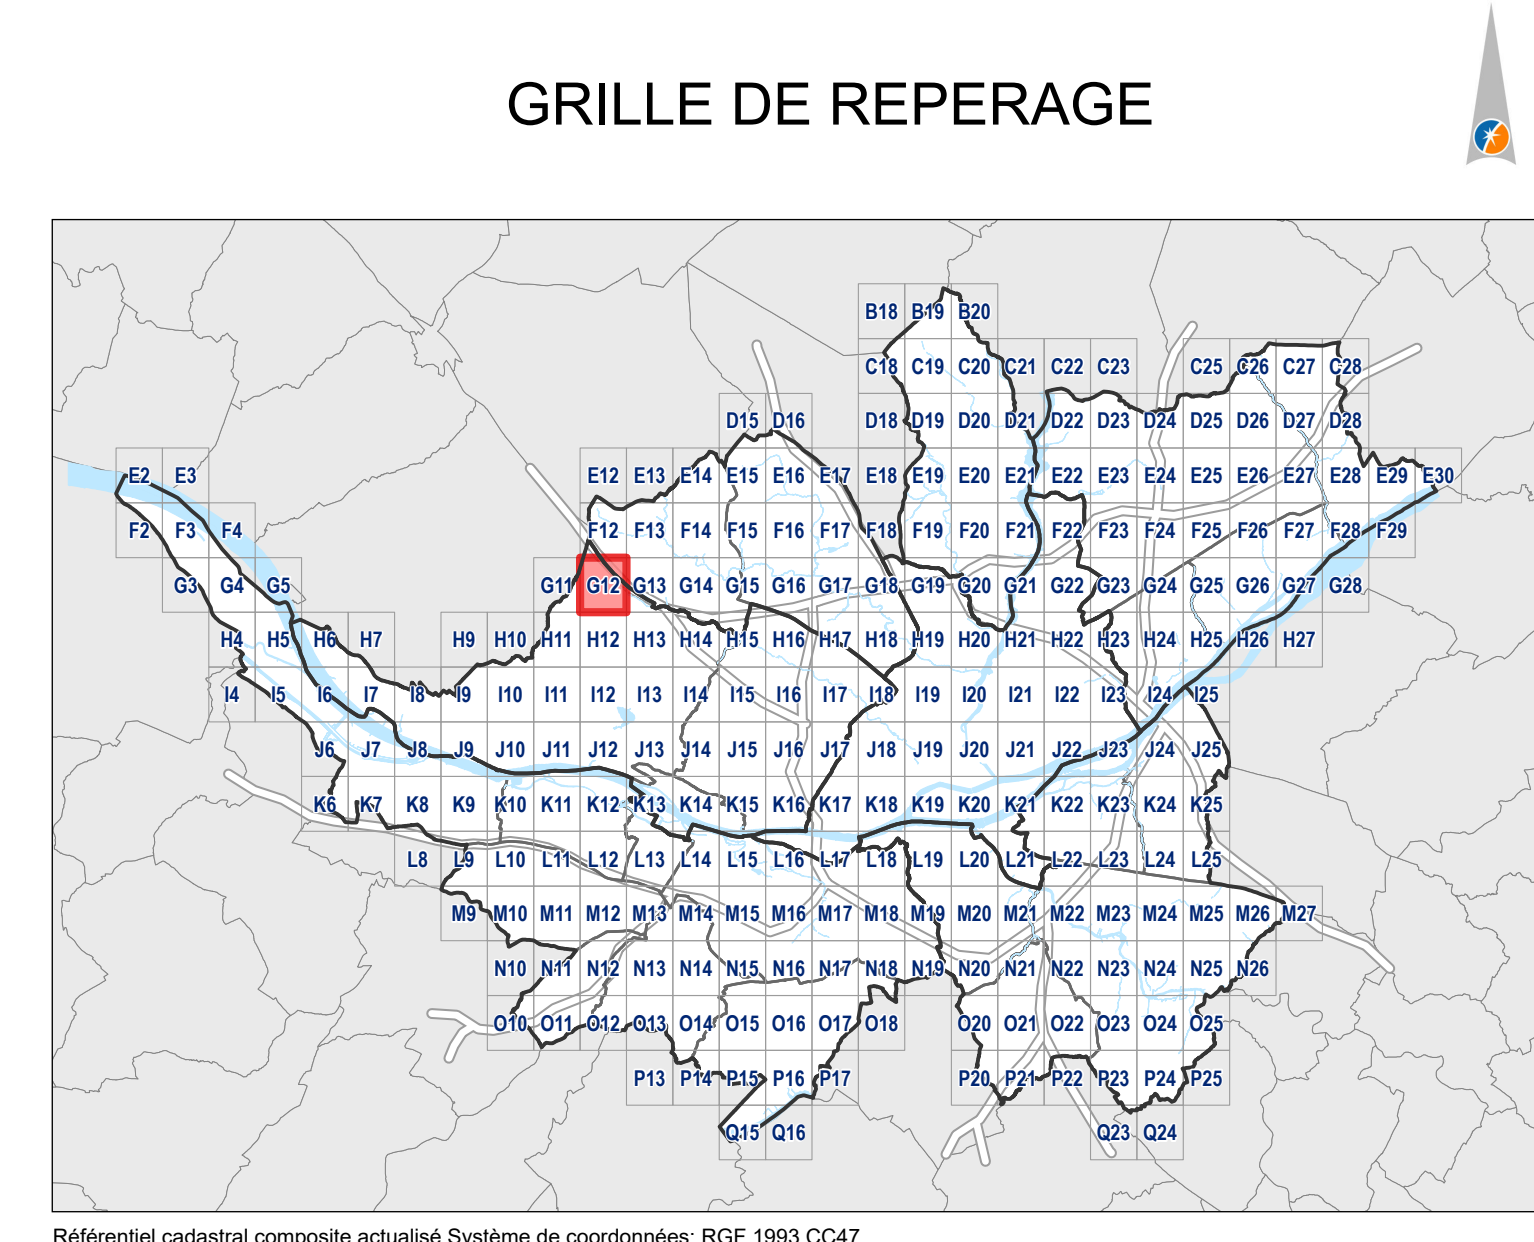 GRILLE DE REPERAGE
B18 B19 B20
C18 C19 C20 C21 C22 C23 C25 C26 C27 C28
D15 D16 D18 D19 D20 D21 D22 D23 D24 D25 D26 D27 D28
E2 E3 E12 E13 E14 E15 E16 E17 E18 E19 E20 E21 E22 E23 E24 E25 E26 E27 E28 E29 E30
F2 F3 F4 F12 F13 F14 F15 F16 F17 F18 F19 F20 F21 F22 F23 F24 F25 F26 F27 F28 F29
G3 G4 G5 G11 G12 G13 G14 G15 G16 G17 G18 G19 G20 G21 G22 G23 G24 G25 G26 G27 G28
H4 H5 H6 H7 H9 H10 H11 H12 H13 H14 H15 H16 H17 H18 H19 H20 H21 H22 H23 H24 H25 H26 H27
I4 I5 I6 I7 I8 I9 I10 I11 I12 I13 I14 I15 I16 I17 I18 I19 I20 I21 I22 I23 I24 I25
J6 J7 J8 J9 J10 J11 J12 J13 J14 J15 J16 J17 J18 J19 J20 J21 J22 J23 J24 J25
K6 K7 K8 K9 K10 K11 K12 K13 K14 K15 K16 K17 K18 K19 K20 K21 K22 K23 K24 K25
L8 L9 L10 L11 L12 L13 L14 L15 L16 L17 L18 L19 L20 L21 L22 L23 L24 L25
M9 M10 M11 M12 M13 M14 M15 M16 M17 M18 M19 M20 M21 M22 M23 M24 M25 M26 M27
N10 N11 N12 N13 N14 N15 N16 N17 N18 N19 N20 N21 N22 N23 N24 N25 N26
O10 O11 O12 O13 O14 O15 O16 O17 O18 O20 O21 O22 O23 O24 O25
P13 P14 P15 P16 P17 P20 P21 P22 P23 P24 P25
Q15 Q16 Q23 Q24
Référentiel cadastral composite actualisé Système de coordonnées: RGF 1993 CC47